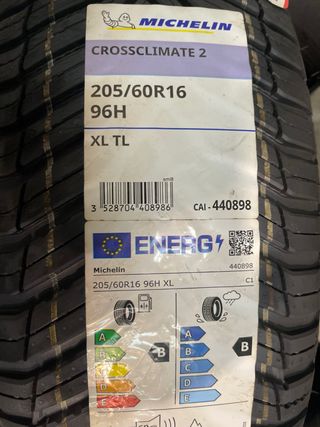 MICHELIN
CROSSCLIMATE 2
205/60R16
96H
XL TL
sm8
3 528704 408986
CAI - 440898
ENERG
Michelin
440898
205/60R16 96H XL
C1
A
B
C
D
E
B
A
B
C
D
E
B